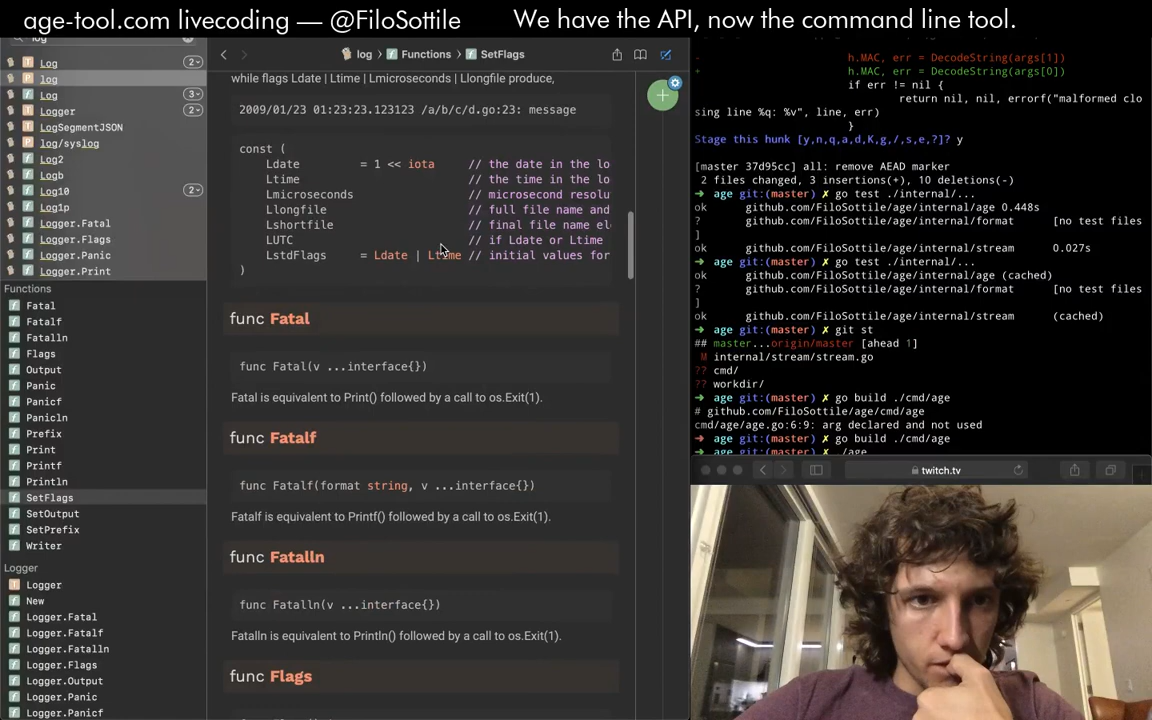 age-tool.com livecoding — @FiloSottile
We have the API, now the command line tool.
log
Log 2
log
Log 3
Logger 2
LogSegmentJSON
log/syslog
Log2
Logb
Log10 2
Log1p
Logger.Fatal
Logger.Flags
Logger.Panic
Logger.Print
Functions
Fatal
Fatalf
Fatalln
Flags
Output
Panic
Panicf
Panicln
Prefix
Print
Printf
Println
SetFlags
SetOutput
SetPrefix
Writer
Logger
Logger
New
Logger.Fatal
Logger.Fatalf
Logger.Fatalln
Logger.Flags
Logger.Output
Logger.Panic
Logger.Panicf
log > Functions > SetFlags
while flags Ldate | Ltime | Lmicroseconds | Llongfile produce,
2009/01/23 01:23:23.123123 /a/b/c/d.go:23: message
const (
Ldate = 1 << iota // the date in the lo
Ltime // the time in the lo
Lmicroseconds // microsecond resolu
Llongfile // full file name and
Lshortfile // final file name el
LUTC // if Ldate or Ltime
LstdFlags = Ldate | Ltime // initial values for
)
func Fatal
func Fatal(v ...interface{})
Fatal is equivalent to Print() followed by a call to os.Exit(1).
func Fatalf
func Fatalf(format string, v ...interface{})
Fatalf is equivalent to Printf() followed by a call to os.Exit(1).
func Fatalln
func Fatalln(v ...interface{})
Fatalln is equivalent to Println() followed by a call to os.Exit(1).
func Flags
- h.MAC, err = DecodeString(args[1])
+ h.MAC, err = DecodeString(args[0])
if err != nil {
return nil, nil, errorf("malformed clo
sing line %q: %v", line, err)
}
Stage this hunk [y,n,q,a,d,K,g,/,s,e,?]? y
[master 37d95cc] all: remove AEAD marker
2 files changed, 3 insertions(+), 10 deletions(-)
➜ age git:(master) ✗ go test ./internal/...
ok github.com/FiloSottile/age/internal/age 0.448s
? github.com/FiloSottile/age/internal/format [no test files
]
ok github.com/FiloSottile/age/internal/stream 0.027s
➜ age git:(master) ✗ go test ./internal/...
ok github.com/FiloSottile/age/internal/age (cached)
? github.com/FiloSottile/age/internal/format [no test files
]
ok github.com/FiloSottile/age/internal/stream (cached)
➜ age git:(master) ✗ git st
## master...origin/master [ahead 1]
M internal/stream/stream.go
?? cmd/
?? workdir/
➜ age git:(master) ✗ go build ./cmd/age
# github.com/FiloSottile/age/cmd/age
cmd/age/age.go:6:9: arg declared and not used
➜ age git:(master) ✗ go build ./cmd/age
➜ age git:(master) ✗ ./age
twitch.tv